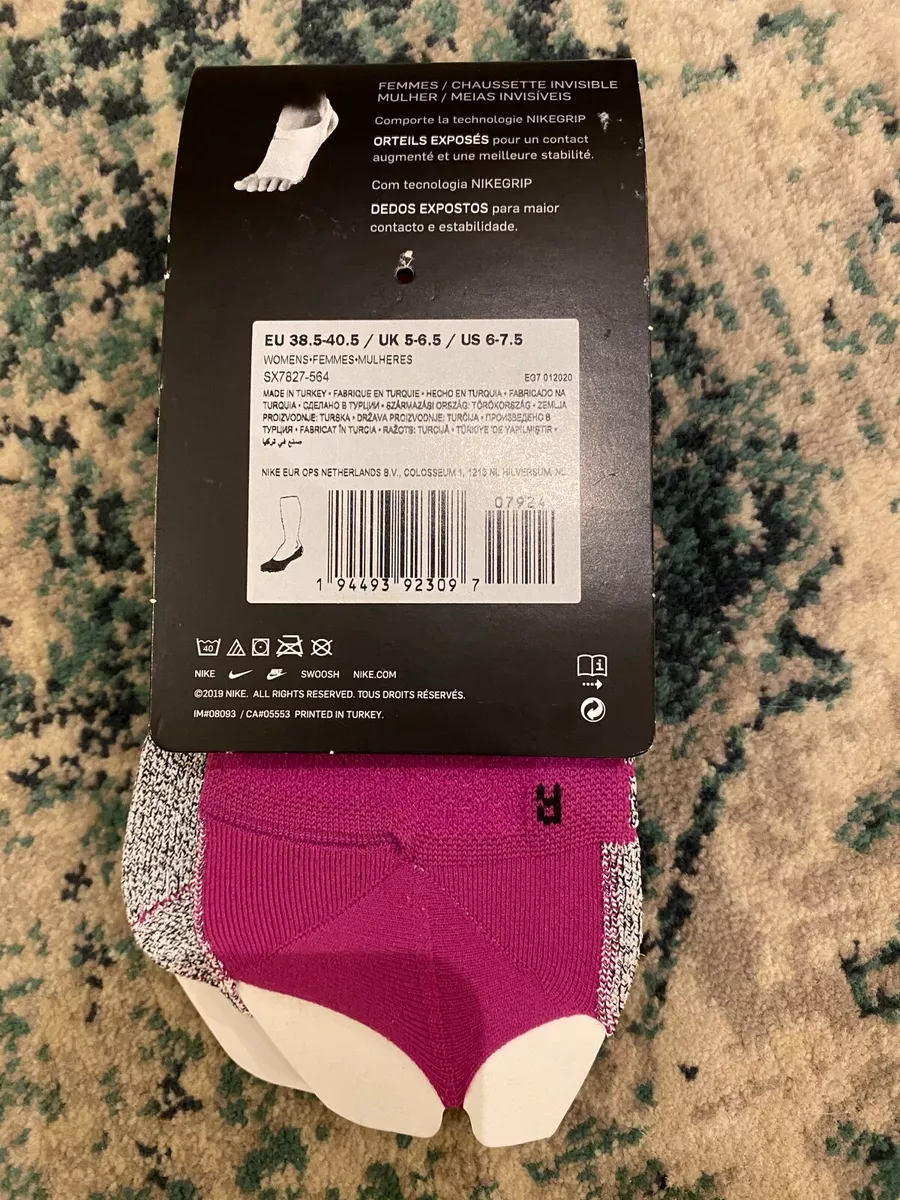 FEMMES / CHAUSSETTE INVISIBLE
MULHER / MEIAS INVISÍVEIS
Comporte la technologie NIKEGRIP
ORTEILS EXPOSÉS pour un contact
augmenté et une meilleure stabilité.
Com tecnologia NIKEGRIP
DEDOS EXPOSTOS para maior
contacto e estabilidade.
EU 38.5-40.5 / UK 5-6.5 / US 6-7.5
WOMENS•FEMMES•MULHERES
SX7827-564
EG7 012020
MADE IN TURKEY • FABRIQUE EN TURQUIE • HECHO EN TURQUIA • FABRICADO NA
TURQUIA • СДЕЛАНО В ТУРЦИИ • SZÁRMAZÁSI ORSZÁG: TÖRÖKORSZÁG • ZEMLJA
PROIZVODNJE: TURSKA • DRŽAVA PROIZVODNJE: TURČIJA • ПРОИЗВЕДЕНО В
ТУРЦИЯ • FABRICAT ÎN TURCIA • RAŽOTS: TURCIJĀ • TÜRKIYE'DE YAPILMIŞTIR •
صنع في تركيا
NIKE EUR OPS NETHERLANDS B.V., COLOSSEUM 1, 1213 NL HILVERSUM, NL
07924
1 94493 92309 7
40
NIKE SWOOSH NIKE.COM
©2019 NIKE. ALL RIGHTS RESERVED. TOUS DROITS RÉSERVÉS.
IM#08093 / CA#05553 PRINTED IN TURKEY.